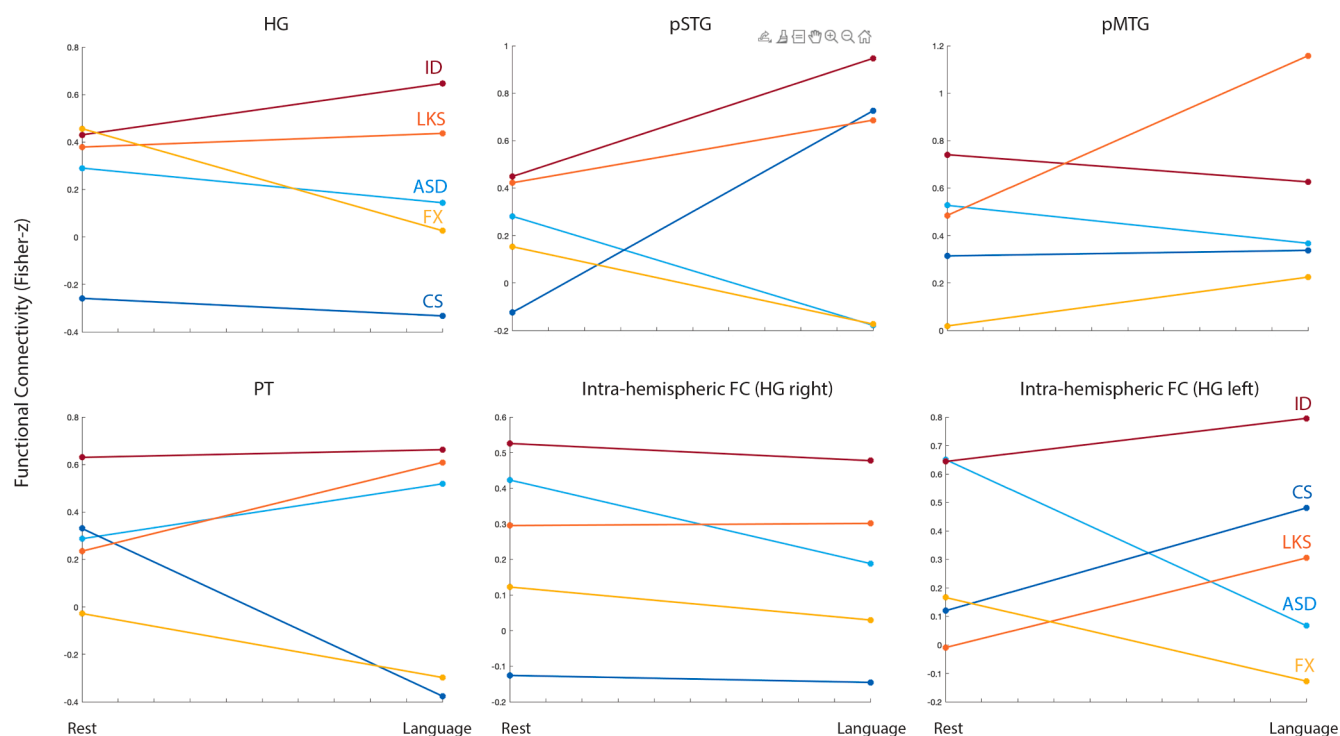 HG
pSTG
pMTG
Functional Connectivity (Fisher-z)
0.8
0.6
0.4
0.2
0
-0.2
-0.4
ID
LKS
ASD
FX
CS
1
0.8
0.6
0.4
0.2
0
-0.2
1.2
1
0.8
0.6
0.4
0.2
0
PT
Intra-hemispheric FC (HG right)
Intra-hemispheric FC (HG left)
0.8
0.6
0.4
0.2
0
-0.2
-0.4
Rest Language
0.6
0.5
0.4
0.3
0.2
0.1
0
-0.1
-0.2
Rest Language
0.8
0.7
0.6
0.5
0.4
0.3
0.2
0.1
0
-0.1
-0.2
ID
CS
LKS
ASD
FX
Rest Language